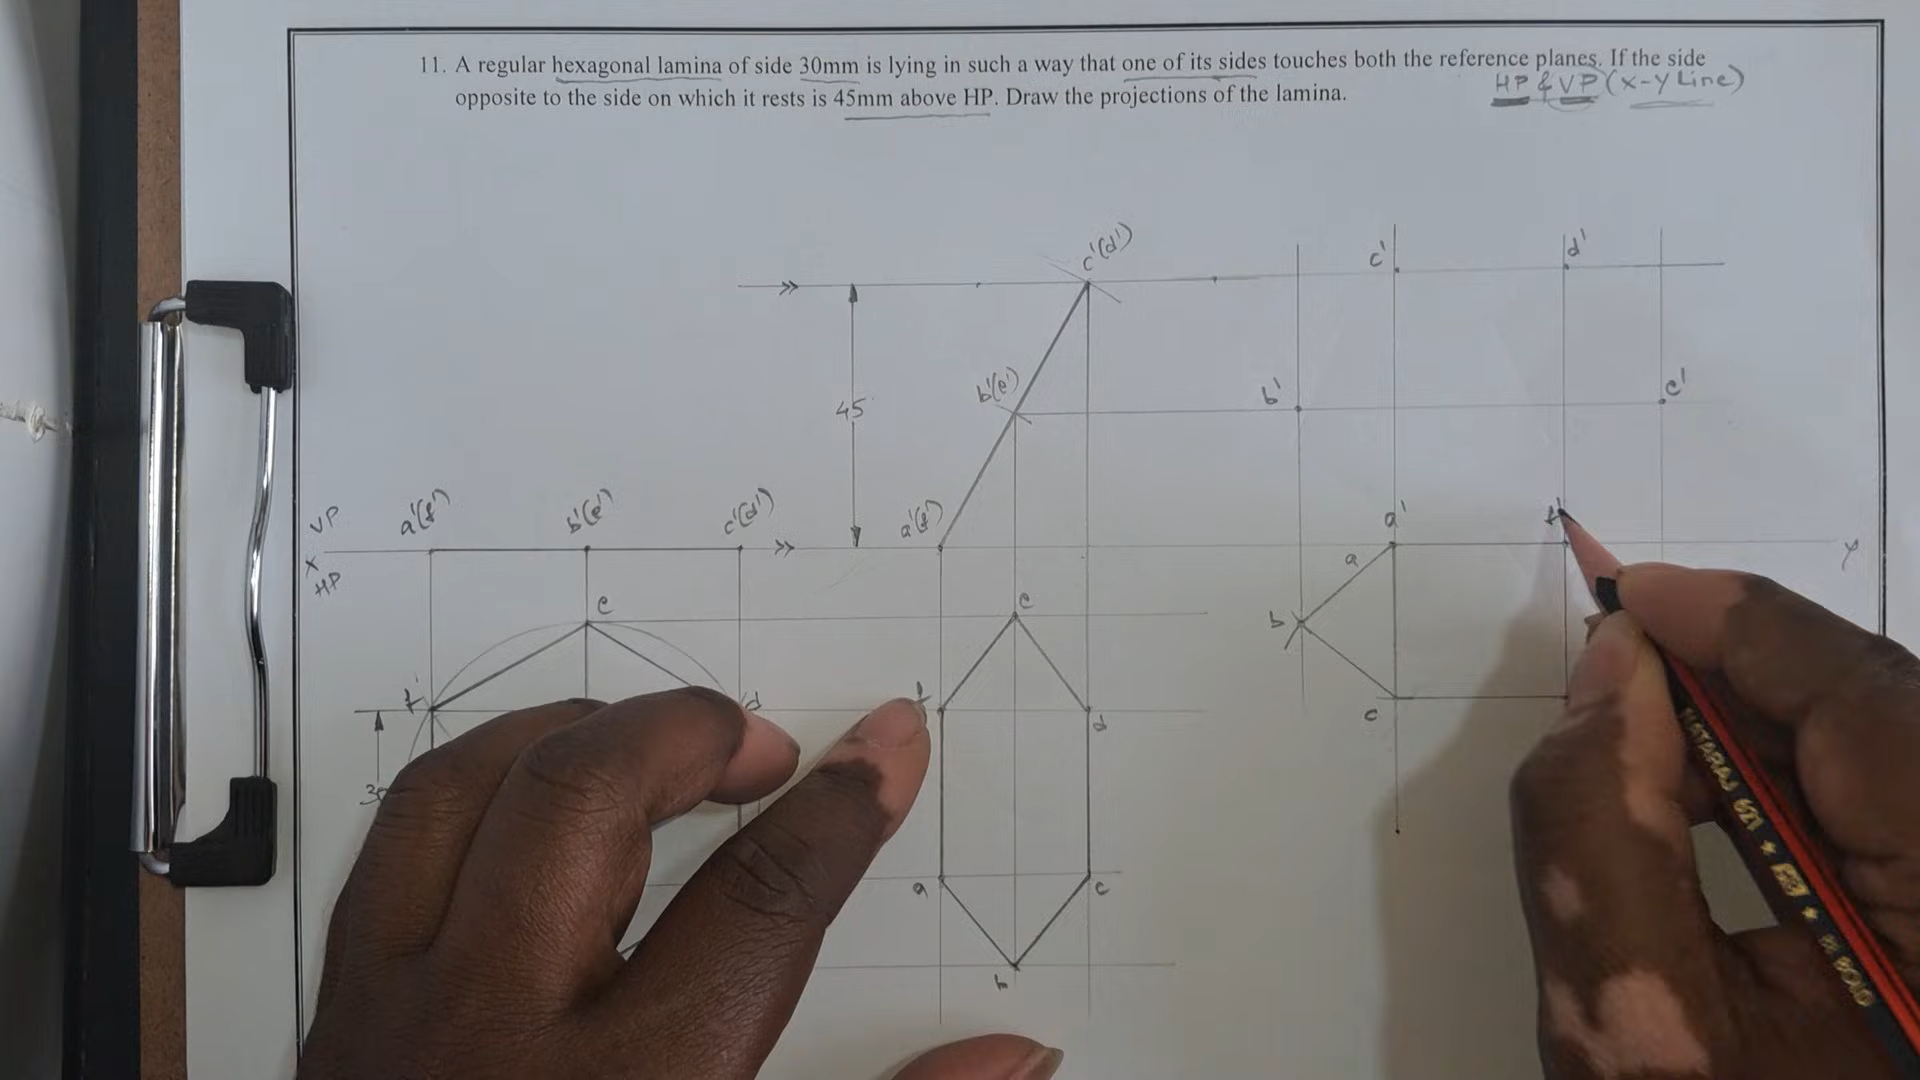 11. A regular hexagonal lamina of side 30mm is lying in such a way that one of its sides touches both the reference planes. If the side
opposite to the side on which it rests is 45mm above HP. Draw the projections of the lamina.
HP & VP (x-y Line)
c'(d')
c'
d'
b'(e')
b'
e'
45
VP
X
HP
a'(f')
b'(e')
c'(d')
a'(f')
a'
f'
Y
e
e
a
b
f
d
f
d
c
a
c
b
NATARAJ 621
BOLD